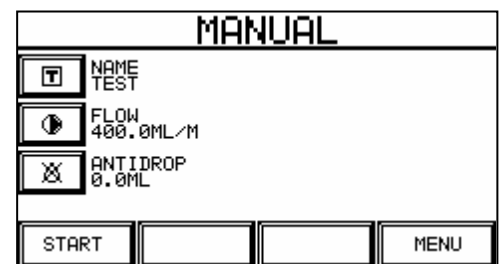 MANUAL
T
NAME
TEST
FLOW
400.0ML/M
ANTIDROP
0.0ML
START
MENU